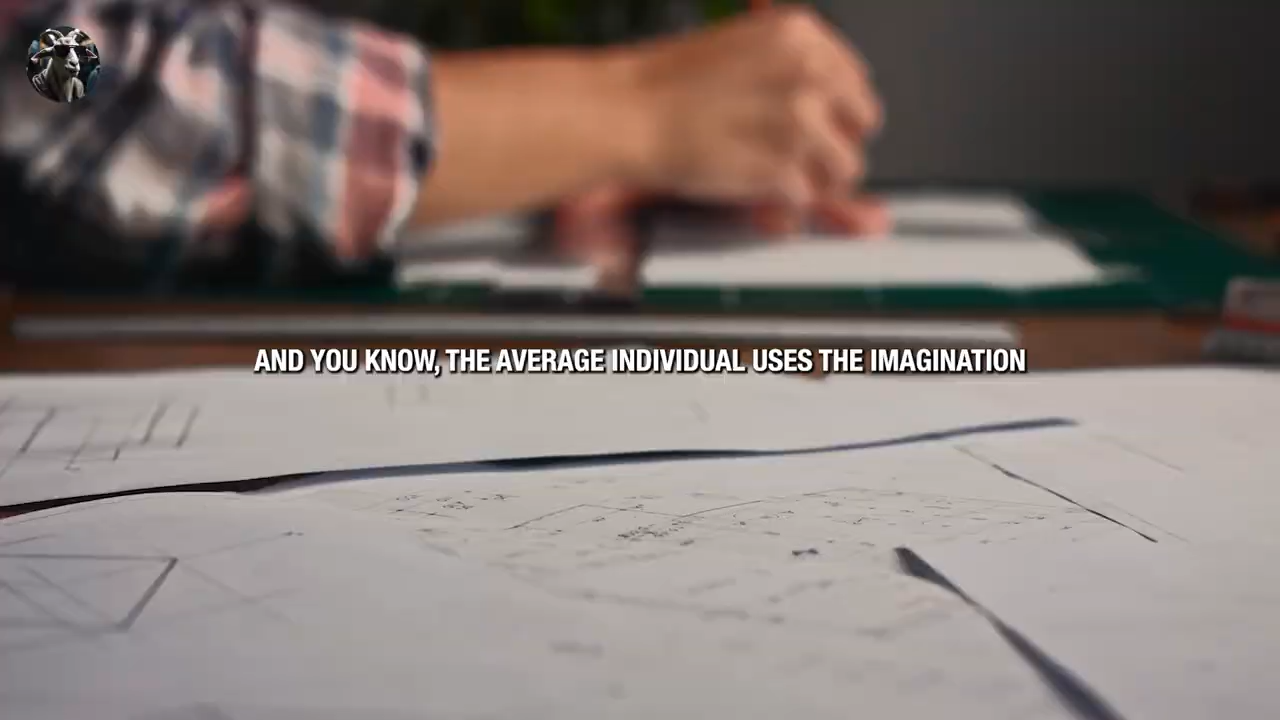 AND YOU KNOW, THE AVERAGE INDIVIDUAL USES THE IMAGINATION